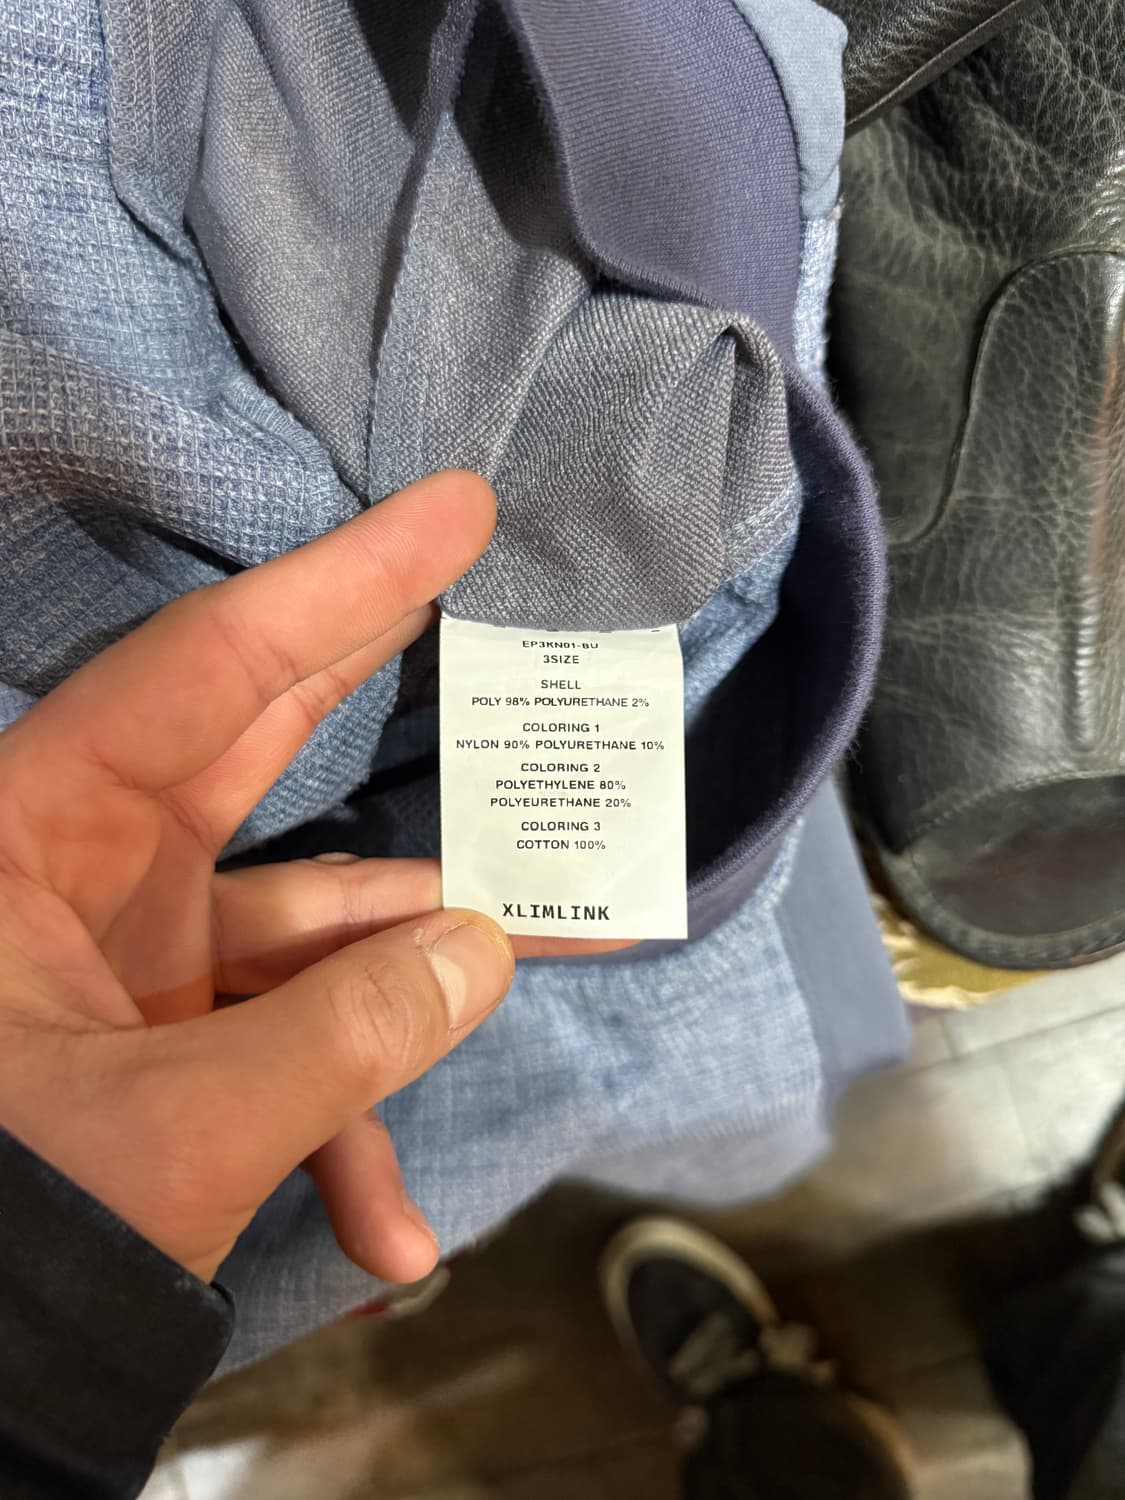 EP3KN01-BU
3SIZE
SHELL
POLY 98% POLYURETHANE 2%
COLORING 1
NYLON 90% POLYURETHANE 10%
COLORING 2
POLYETHYLENE 80%
POLYEURETHANE 20%
COLORING 3
COTTON 100%
XLIMLINK